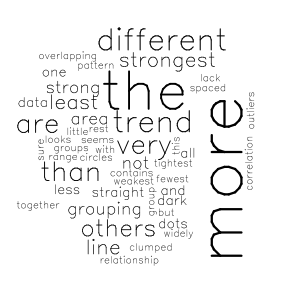 different
overlapping
strongest
pattern
one
lack
strong
the
spaced
data
least
area
are
trend
little
rest
outliers
sure
looks
seems
very
this
groups
with
not
all
range
circles
tightest
more
correlation
than
contains
weakest
fewest
less
straight
group
and
dark
together
grouping
but
others
dots
widely
line
clumped
relationship